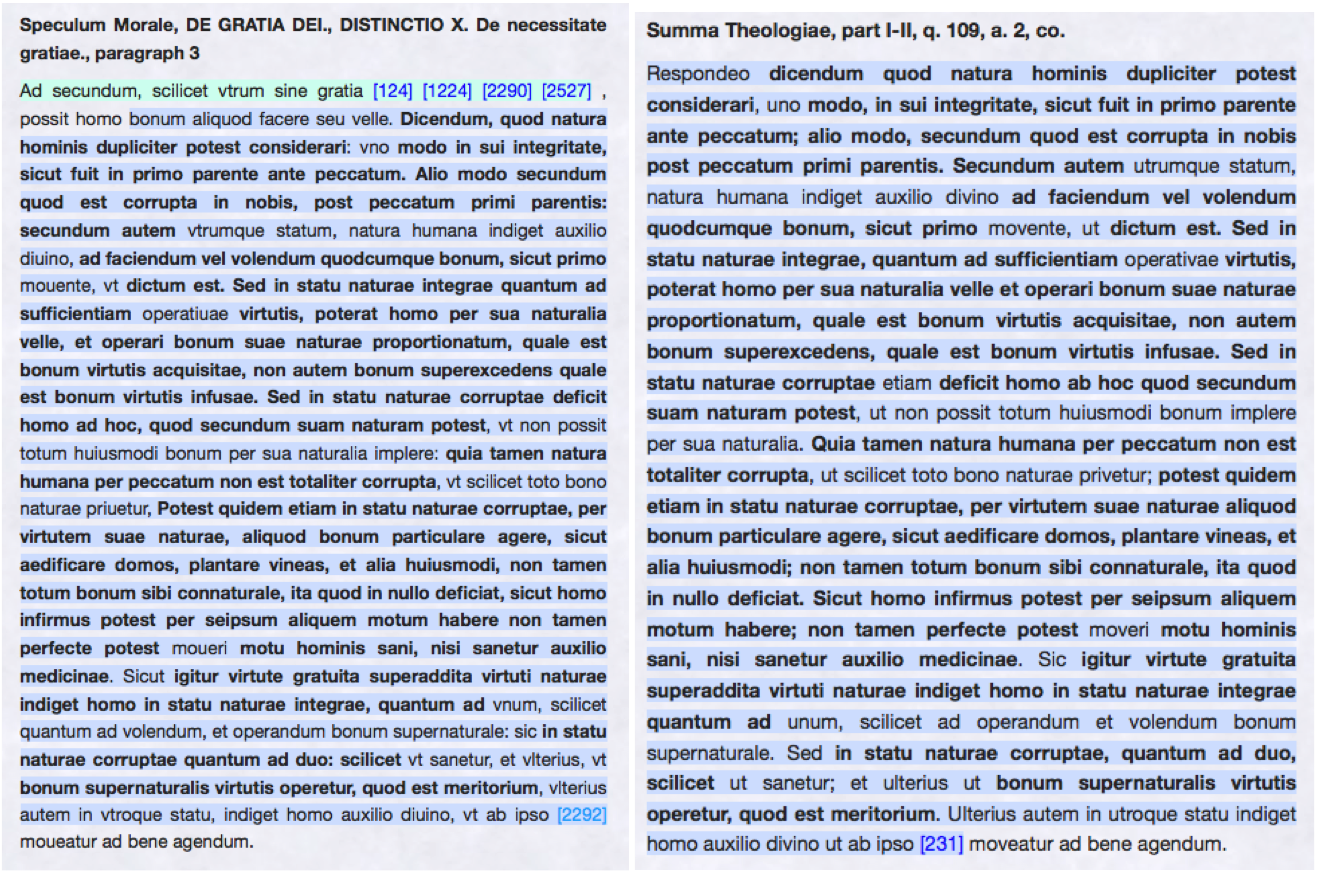 Speculum Morale, DE GRATIA DEI., DISTINCTIO X. De necessitate
gratiae., paragraph 3
Ad secundum, scilicet vtrum sine gratia [124] [1224] [2290] [2527] ,
possit homo bonum aliquod facere seu velle. Dicendum, quod natura
hominis dupliciter potest considerari: vno modo in sui integritate,
sicut fuit in primo parente ante peccatum. Alio modo secundum
quod est corrupta in nobis, post peccatum primi parentis:
secundum autem vtrumque statum, natura humana indiget auxilio
diuino, ad faciendum vel volendum quodcumque bonum, sicut primo
mouente, vt dictum est. Sed in statu naturae integrae quantum ad
sufficientiam operatiuae virtutis, poterat homo per sua naturalia
velle, et operari bonum suae naturae proportionatum, quale est
bonum virtutis acquisitae, non autem bonum superexcedens quale
est bonum virtutis infusae. Sed in statu naturae corruptae deficit
homo ad hoc, quod secundum suam naturam potest, vt non possit
totum huiusmodi bonum per sua naturalia implere: quia tamen natura
humana per peccatum non est totaliter corrupta, vt scilicet toto bono
naturae priuetur, Potest quidem etiam in statu naturae corruptae, per
virtutem suae naturae, aliquod bonum particulare agere, sicut
aedificare domos, plantare vineas, et alia huiusmodi, non tamen
totum bonum sibi connaturale, ita quod in nullo deficiat, sicut homo
infirmus potest per seipsum aliquem motum habere non tamen
perfecte potest moueri motu hominis sani, nisi sanetur auxilio
medicinae. Sicut igitur virtute gratuita superaddita virtuti naturae
indiget homo in statu naturae integrae, quantum ad vnum, scilicet
quantum ad volendum, et operandum bonum supernaturale: sic in statu
naturae corruptae quantum ad duo: scilicet vt sanetur, et vlterius, vt
bonum supernaturalis virtutis operetur, quod est meritorium, vlterius
autem in vtroque statu, indiget homo auxilio diuino, vt ab ipso [2292]
moueatur ad bene agendum.
Summa Theologiae, part I-II, q. 109, a. 2, co.
Respondeo dicendum quod natura hominis dupliciter potest
considerari, uno modo, in sui integritate, sicut fuit in primo parente
ante peccatum; alio modo, secundum quod est corrupta in nobis
post peccatum primi parentis. Secundum autem utrumque statum,
natura humana indiget auxilio divino ad faciendum vel volendum
quodcumque bonum, sicut primo movente, ut dictum est. Sed in
statu naturae integrae, quantum ad sufficientiam operativae virtutis,
poterat homo per sua naturalia velle et operari bonum suae naturae
proportionatum, quale est bonum virtutis acquisitae, non autem
bonum superexcedens, quale est bonum virtutis infusae. Sed in
statu naturae corruptae etiam deficit homo ab hoc quod secundum
suam naturam potest, ut non possit totum huiusmodi bonum implere
per sua naturalia. Quia tamen natura humana per peccatum non est
totaliter corrupta, ut scilicet toto bono naturae privetur; potest quidem
etiam in statu naturae corruptae, per virtutem suae naturae aliquod
bonum particulare agere, sicut aedificare domos, plantare vineas, et
alia huiusmodi; non tamen totum bonum sibi connaturale, ita quod
in nullo deficiat. Sicut homo infirmus potest per seipsum aliquem
motum habere; non tamen perfecte potest moveri motu hominis
sani, nisi sanetur auxilio medicinae. Sic igitur virtute gratuita
superaddita virtuti naturae indiget homo in statu naturae integrae
quantum ad unum, scilicet ad operandum et volendum bonum
supernaturale. Sed in statu naturae corruptae, quantum ad duo,
scilicet ut sanetur; et ulterius ut bonum supernaturalis virtutis
operetur, quod est meritorium. Ulterius autem in utroque statu indiget
homo auxilio divino ut ab ipso [231] moveatur ad bene agendum.